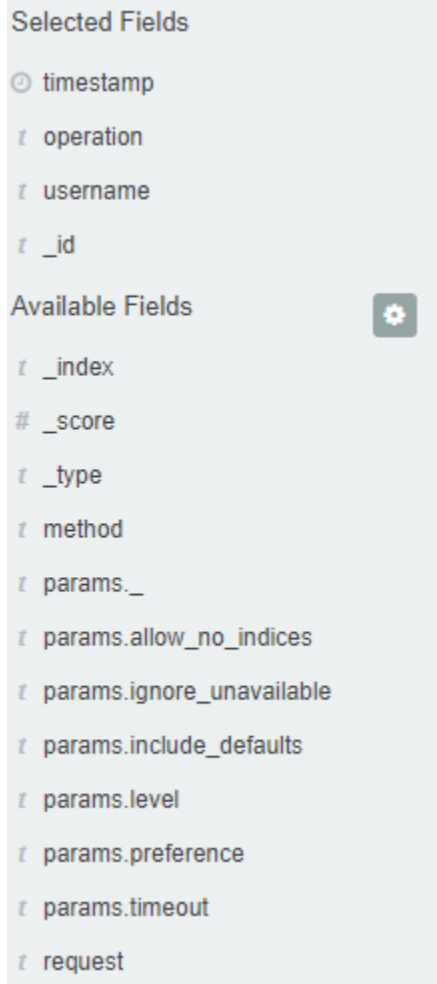 Selected Fields
timestamp
t operation
t username
t _id
Available Fields
t _index
# _score
t _type
t method
t params._
t params.allow_no_indices
t params.ignore_unavailable
t params.include_defaults
t params.level
t params.preference
t params.timeout
t request